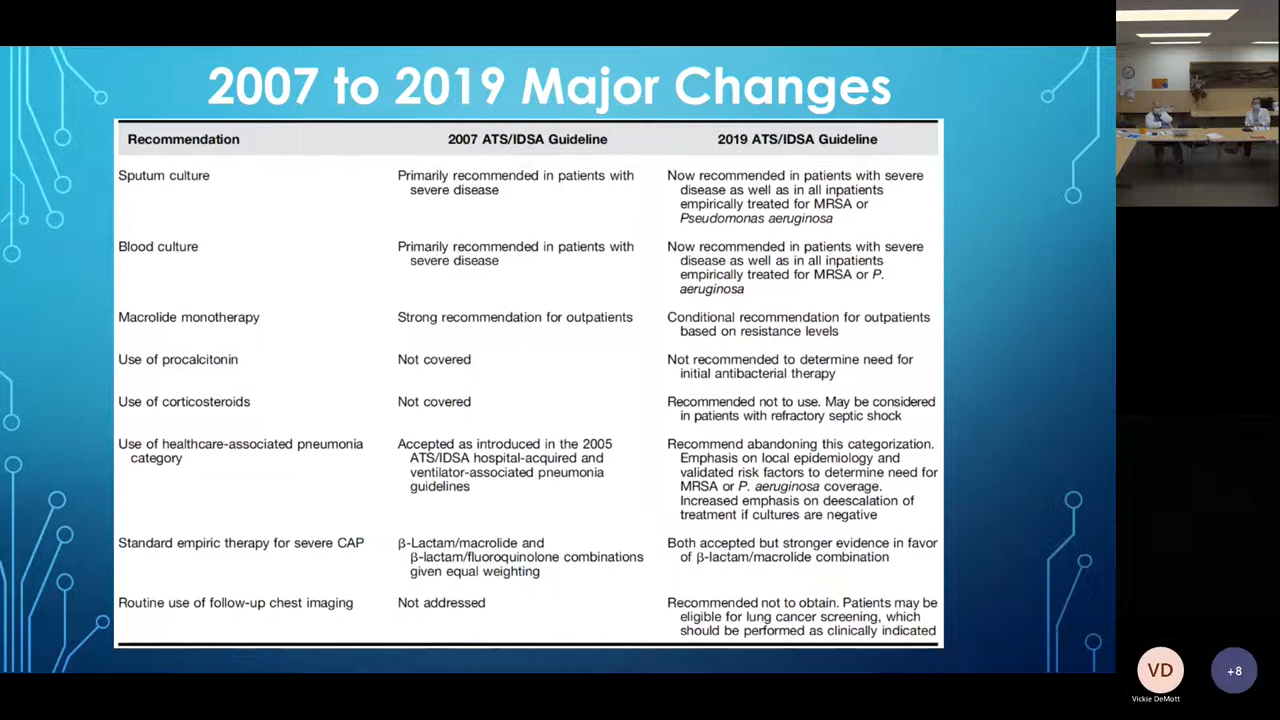 2007 to 2019 Major Changes
Recommendation 2007 ATS/IDSA Guideline 2019 ATS/IDSA Guideline
Sputum culture
Primarily recommended in patients with
severe disease
Now recommended in patients with severe
disease as well as in all inpatients
empirically treated for MRSA or
Pseudomonas aeruginosa
Blood culture
Primarily recommended in patients with
severe disease
Now recommended in patients with severe
disease as well as in all inpatients
empirically treated for MRSA or P.
aeruginosa
Macrolide monotherapy
Strong recommendation for outpatients
Conditional recommendation for outpatients
based on resistance levels
Use of procalcitonin
Not covered
Not recommended to determine need for
initial antibacterial therapy
Use of corticosteroids
Not covered
Recommended not to use. May be considered
in patients with refractory septic shock
Use of healthcare-associated pneumonia
category
Accepted as introduced in the 2005
ATS/IDSA hospital-acquired and
ventilator-associated pneumonia
guidelines
Recommend abandoning this categorization.
Emphasis on local epidemiology and
validated risk factors to determine need for
MRSA or P. aeruginosa coverage.
Increased emphasis on deescalation of
treatment if cultures are negative
Standard empiric therapy for severe CAP
β-Lactam/macrolide and
β-lactam/fluoroquinolone combinations
given equal weighting
Both accepted but stronger evidence in favor
of β-lactam/macrolide combination
Routine use of follow-up chest imaging
Not addressed
Recommended not to obtain. Patients may be
eligible for lung cancer screening, which
should be performed as clinically indicated
VD
+8
Vickie DeMott